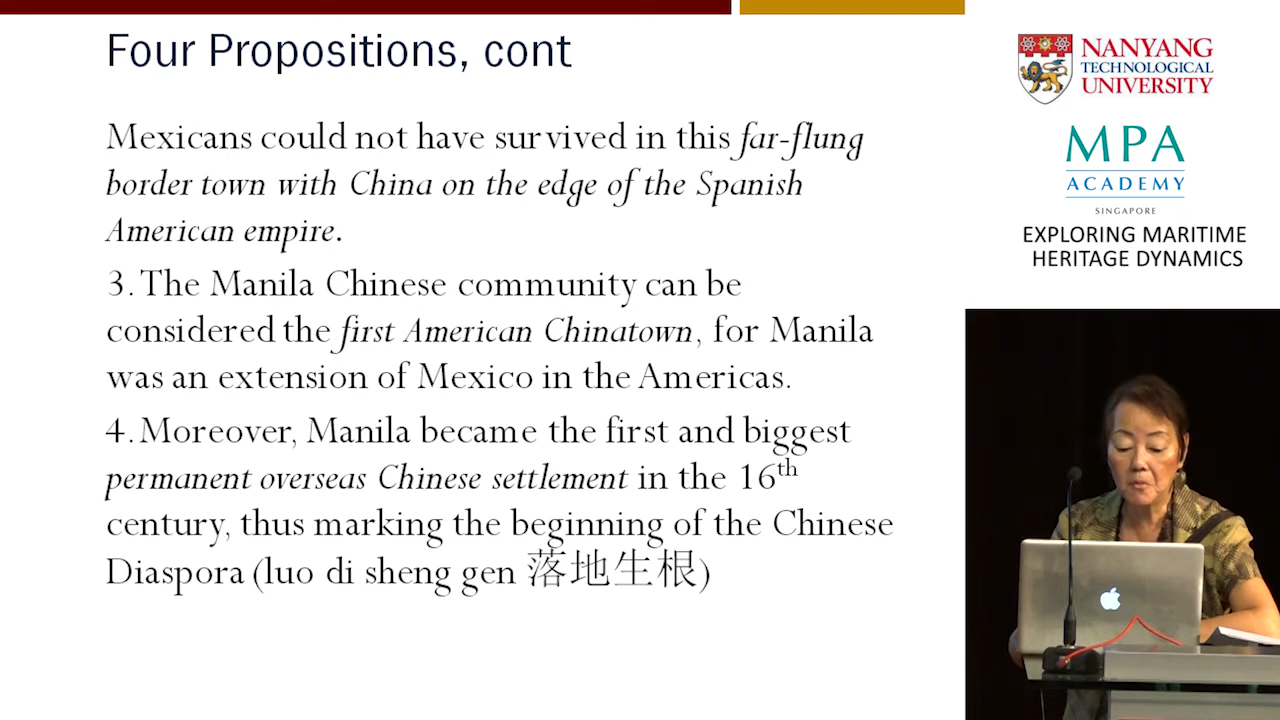 Four Propositions, cont
Mexicans could not have survived in this far-flung
border town with China on the edge of the Spanish
American empire.
3. The Manila Chinese community can be
considered the first American Chinatown, for Manila
was an extension of Mexico in the Americas.
4. Moreover, Manila became the first and biggest
permanent overseas Chinese settlement in the 16th
century, thus marking the beginning of the Chinese
Diaspora (luo di sheng gen 落地生根)
NANYANG
TECHNOLOGICAL
UNIVERSITY
MPA
ACADEMY
SINGAPORE
EXPLORING MARITIME
HERITAGE DYNAMICS